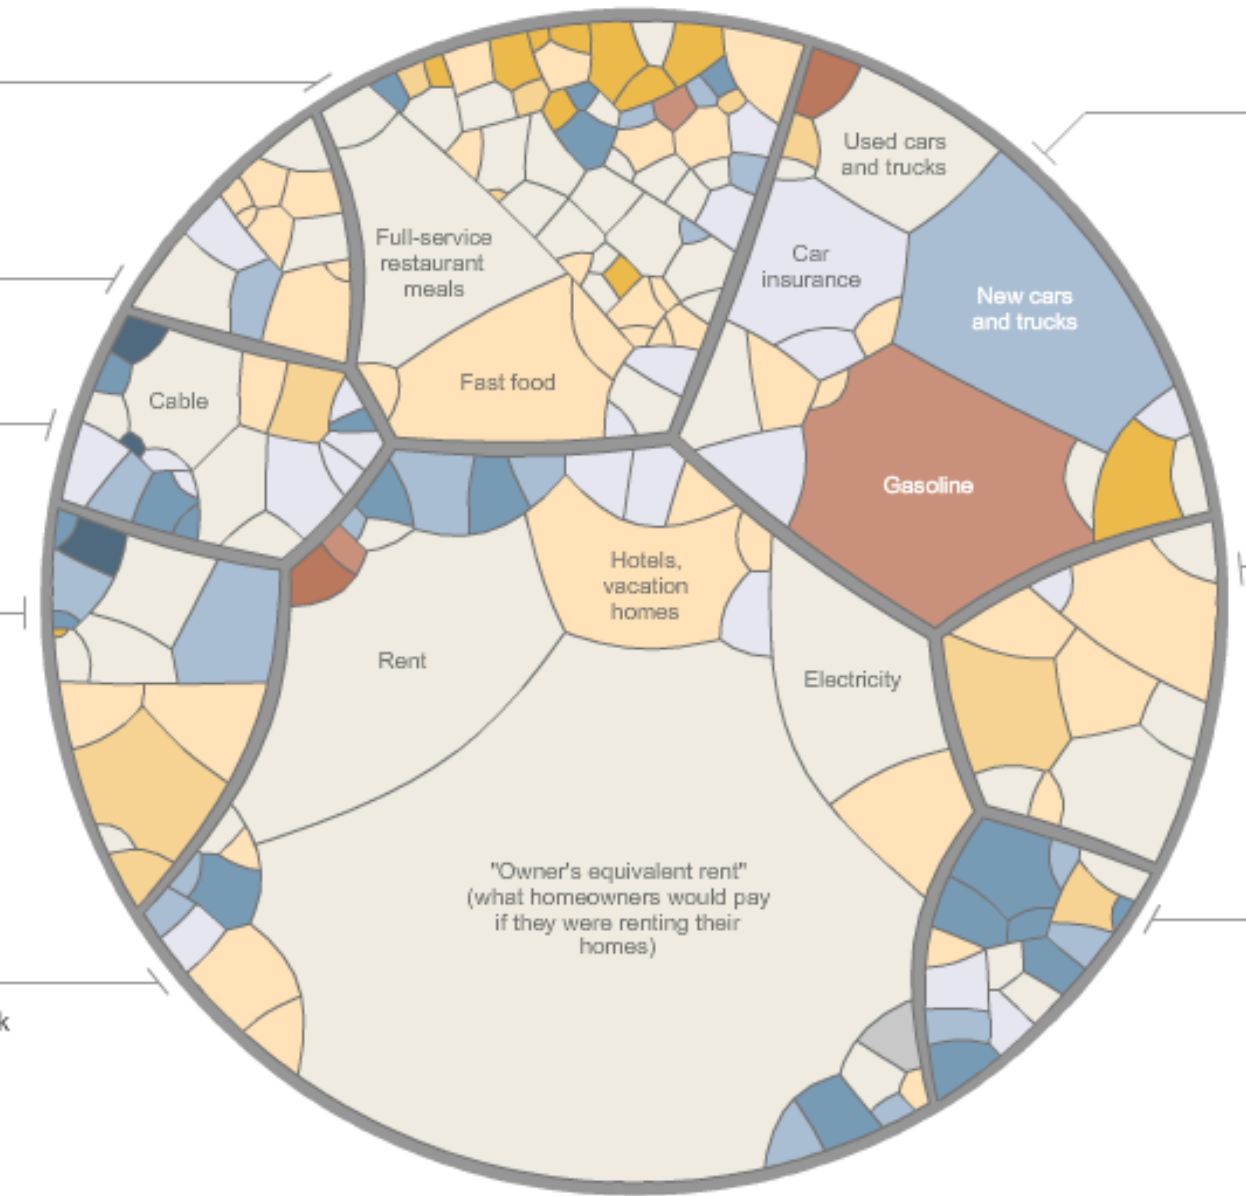 Used cars
and trucks
Full-service
restaurant
meals
Car
insurance
New cars
and trucks
Fast food
Cable
Gasoline
Hotels,
vacation
homes
Rent
Electricity
"Owner's equivalent rent"
(what homeowners would pay
if they were renting their
homes)
k